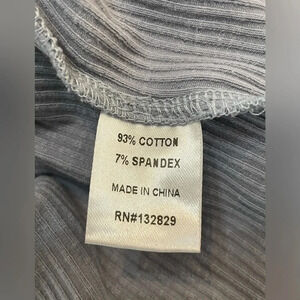 93% COTTON
7% SPANDEX
MADE IN CHINA
RN#132829